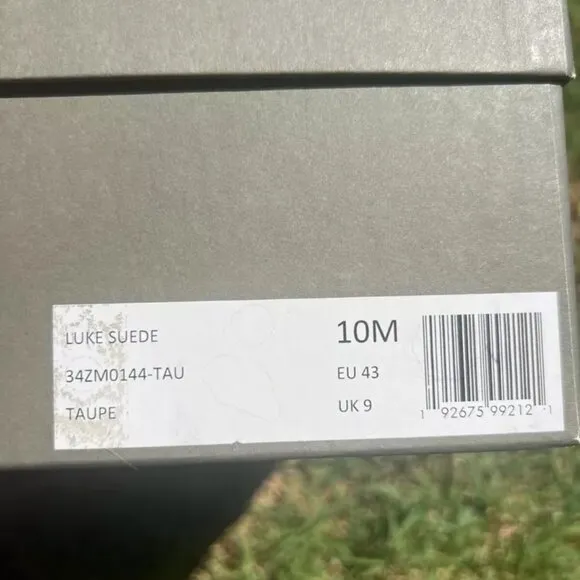 LUKE SUEDE
34ZM0144-TAU
TAUPE
10M
EU 43
UK 9
1 92675 99212 1